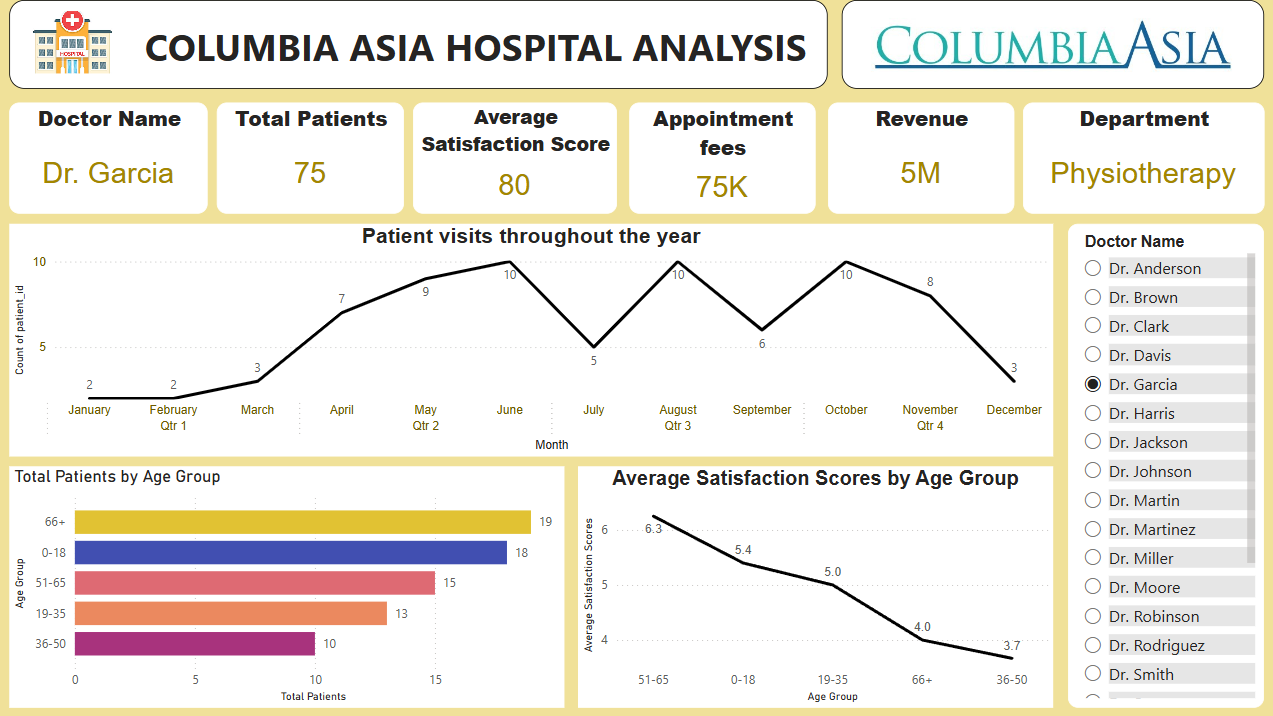 HOSPITAL
COLUMBIA ASIA HOSPITAL ANALYSIS
COLUMBIAASIA
Doctor Name
Dr. Garcia
Total Patients
75
Average
Satisfaction Score
80
Appointment
fees
75K
Revenue
5M
Department
Physiotherapy
Patient visits throughout the year
Count of patient_id
10
5
2
2
3
7
9
10
5
10
6
10
8
3
January February March April May June July August September October November December
Qtr 1 Qtr 2 Qtr 3 Qtr 4
Month
Total Patients by Age Group
Age Group
66+ 19
0-18 18
51-65 15
19-35 13
36-50 10
0 5 10 15
Total Patients
Average Satisfaction Scores by Age Group
Average Satisfaction Scores
6
5
4
6.3
5.4
5.0
4.0
3.7
51-65 0-18 19-35 66+ 36-50
Age Group
Doctor Name
Dr. Anderson
Dr. Brown
Dr. Clark
Dr. Davis
Dr. Garcia
Dr. Harris
Dr. Jackson
Dr. Johnson
Dr. Martin
Dr. Martinez
Dr. Miller
Dr. Moore
Dr. Robinson
Dr. Rodriguez
Dr. Smith